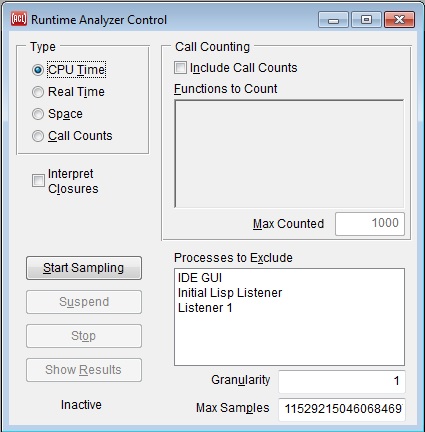 ACL Runtime Analyzer Control
Type
CPU Time
Real Time
Space
Call Counts
Interpret
Closures
Call Counting
Include Call Counts
Functions to Count
Max Counted 1000
Start Sampling
Suspend
Stop
Show Results
Inactive
Processes to Exclude
IDE GUI
Initial Lisp Listener
Listener 1
Granularity 1
Max Samples 11529215046068469